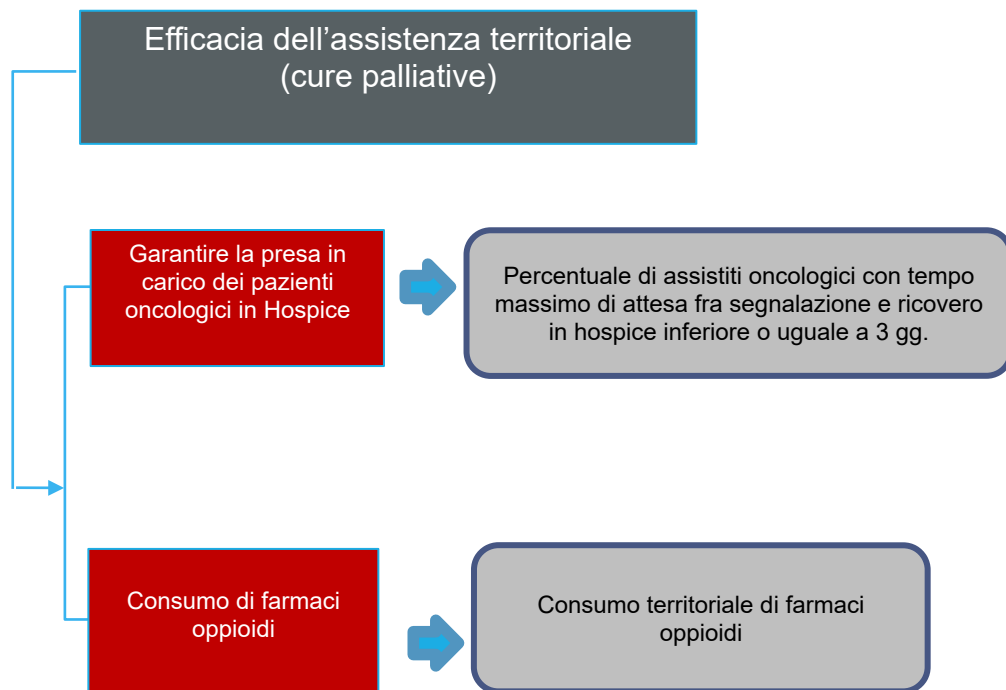 Efficacia dell’assistenza territoriale
(cure palliative)
Garantire la presa in
carico dei pazienti
oncologici in Hospice
Percentuale di assistiti oncologici con tempo
massimo di attesa fra segnalazione e ricovero
in hospice inferiore o uguale a 3 gg.
Consumo di farmaci
oppioidi
Consumo territoriale di farmaci
oppioidi